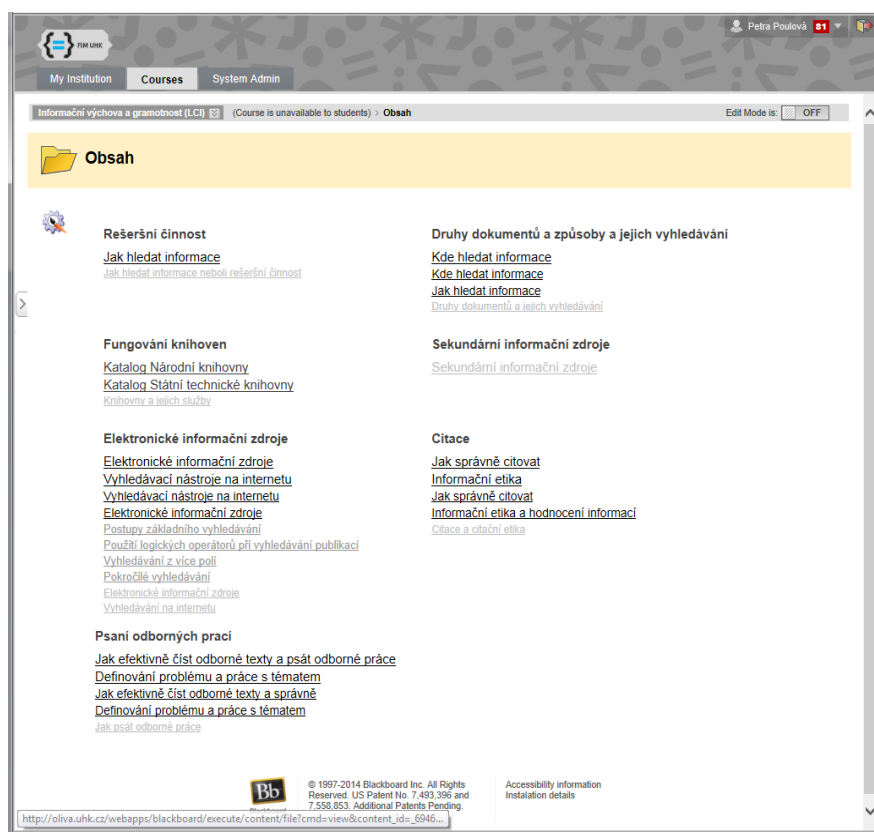 FIM UHK
Petra Poulová 81
My Institution Courses System Admin
Informační výchova a gramotnost (LCI) (Course is unavailable to students) > Obsah Edit Mode is: OFF
Obsah
Rešeršní činnost
Jak hledat informace
Jak hledat informace neboli rešeršní činnost
Druhy dokumentů a způsoby a jejich vyhledávání
Kde hledat informace
Kde hledat informace
Jak hledat informace
Druhy dokumentů a jejich vyhledávání
Fungování knihoven
Katalog Národní knihovny
Katalog Státní technické knihovny
Knihovny a jejich služby
Sekundární informační zdroje
Sekundární informační zdroje
Elektronické informační zdroje
Elektronické informační zdroje
Vyhledávací nástroje na internetu
Vyhledávací nástroje na internetu
Elektronické informační zdroje
Postupy základního vyhledávání
Použití logických operátorů při vyhledávání publikací
Vyhledávání z více polí
Pokročilé vyhledávání
Elektronické informační zdroje
Vyhledávání na internetu
Citace
Jak správně citovat
Informační etika
Jak správně citovat
Informační etika a hodnocení informací
Citace a citační etika
Psaní odborných prací
Jak efektivně číst odborné texty a psát odborné práce
Definování problému a práce s tématem
Jak efektivně číst odborné texty a správně
Definování problému a práce s tématem
Jak psát odborné práce
Bb
© 1997-2014 Blackboard Inc. All Rights
Reserved. US Patent No. 7,493,396 and
7,558,853. Additional Patents Pending.
Accessibility information
Instalation details
http://oliva.uhk.cz/webapps/blackboard/execute/content/file?cmd=view&content_id=_6946...